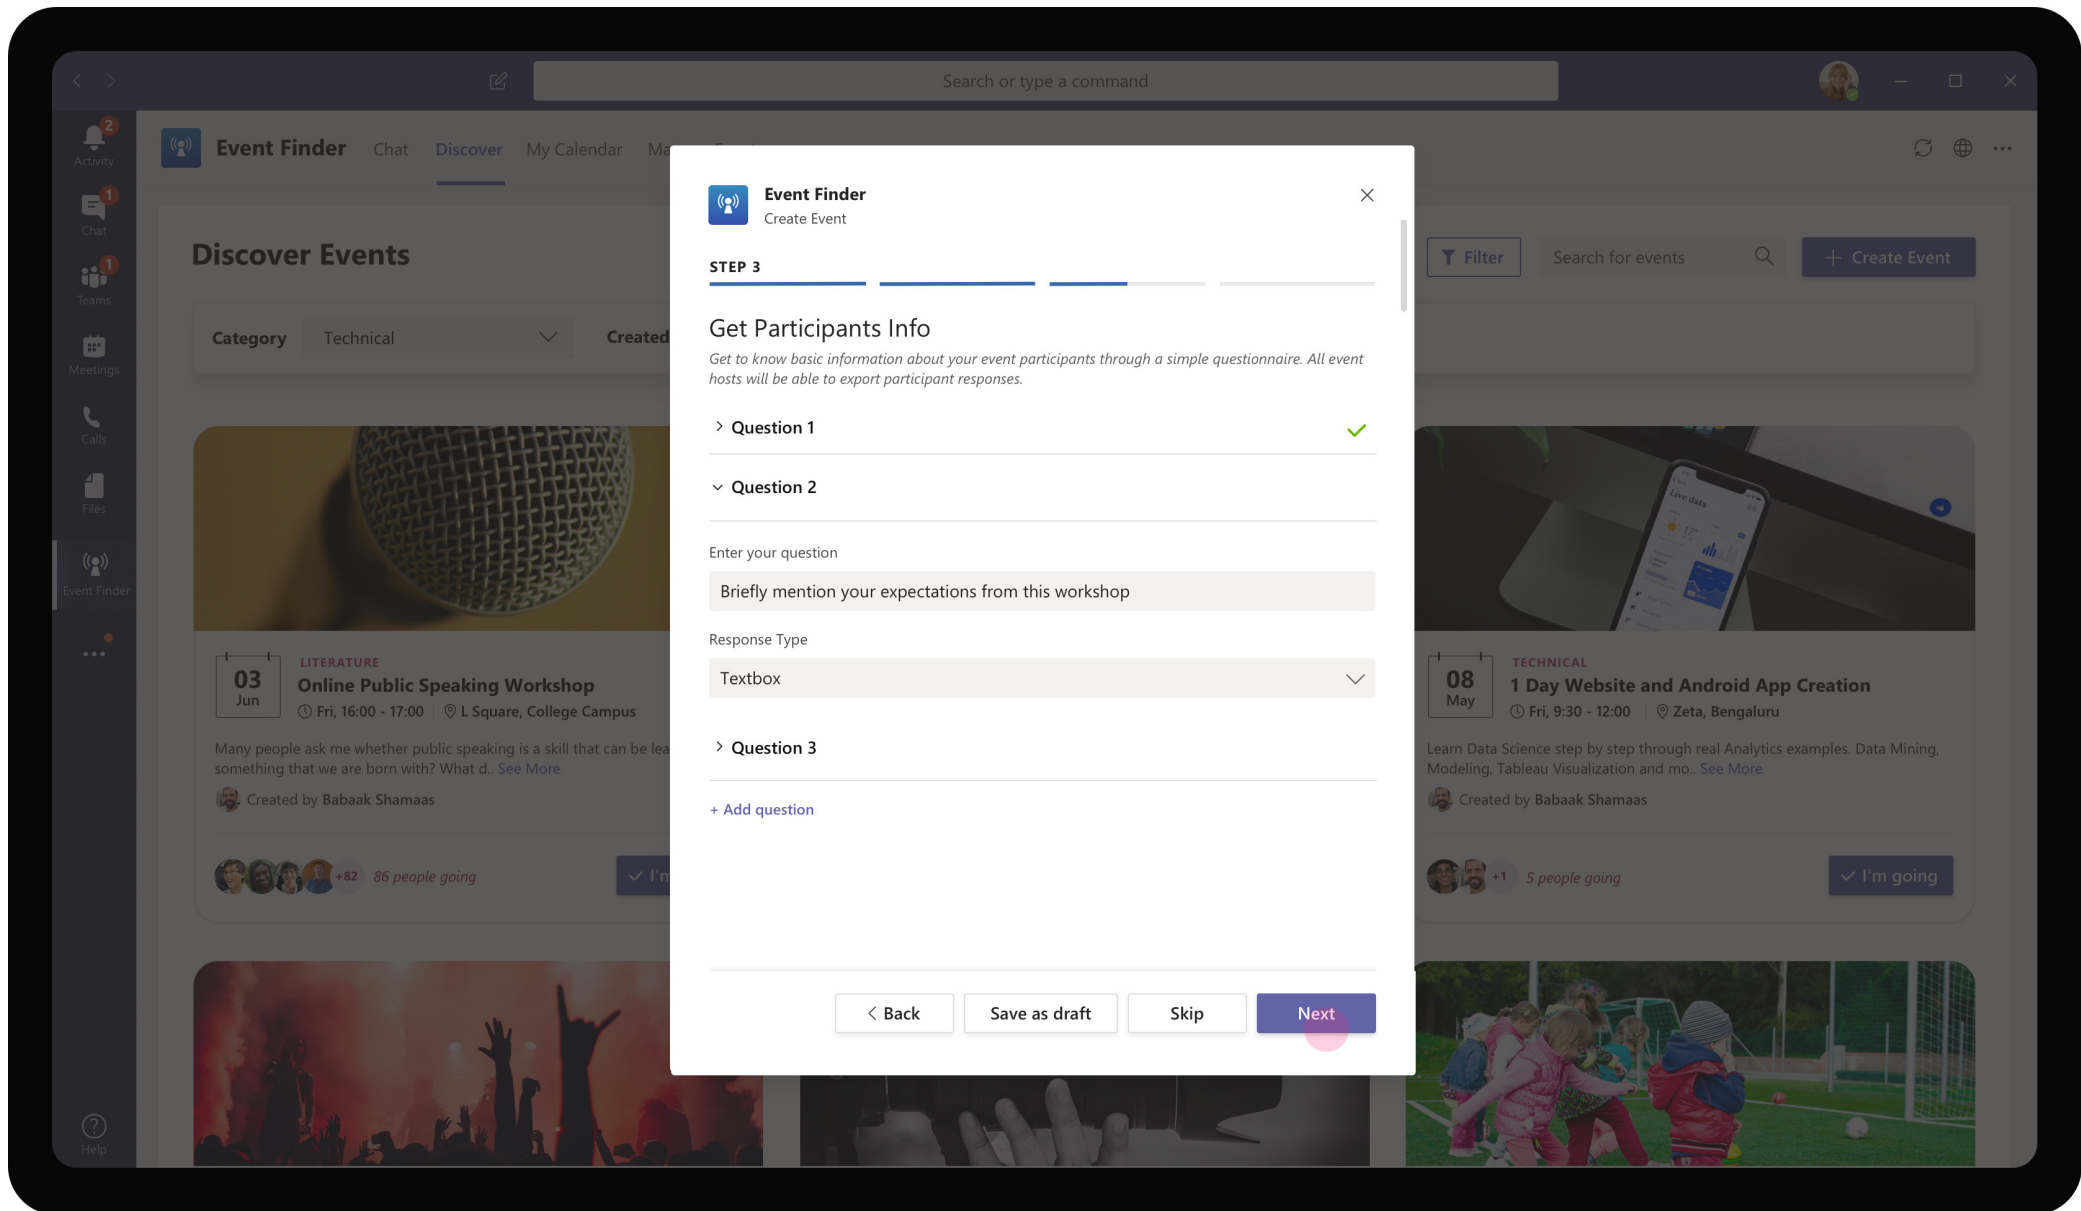 Search or type a command
2
Activity
1
Chat
1
Teams
Meetings
Calls
Files
Event Finder
Help
Event Finder
Chat
Discover
My Calendar
Discover Events
Filter
Search for events
+ Create Event
Category
Technical
Created
LITERATURE
03
Jun
Online Public Speaking Workshop
Fri, 16:00 - 17:00
L Square, College Campus
Many people ask me whether public speaking is a skill that can be
something that we are born with? What d.. See More
Created by Babaak Shamaas
+82
86 people going
Event Finder
Create Event
STEP 3
Get Participants Info
Get to know basic information about your event participants through a simple questionnaire. All event
hosts will be able to export participant responses.
Question 1
Question 2
Enter your question
Briefly mention your expectations from this workshop
Response Type
Textbox
Question 3
+ Add question
Back
Save as draft
Skip
Next
Live data
17°
TECHNICAL
08
May
1 Day Website and Android App Creation
Fri, 9:30 - 12:00
Zeta, Bengaluru
Learn Data Science step by step through real Analytics examples. Data Mining,
Modeling, Tableau Visualization and mo.. See More
Created by Babaak Shamaas
+1
5 people going
I'm going